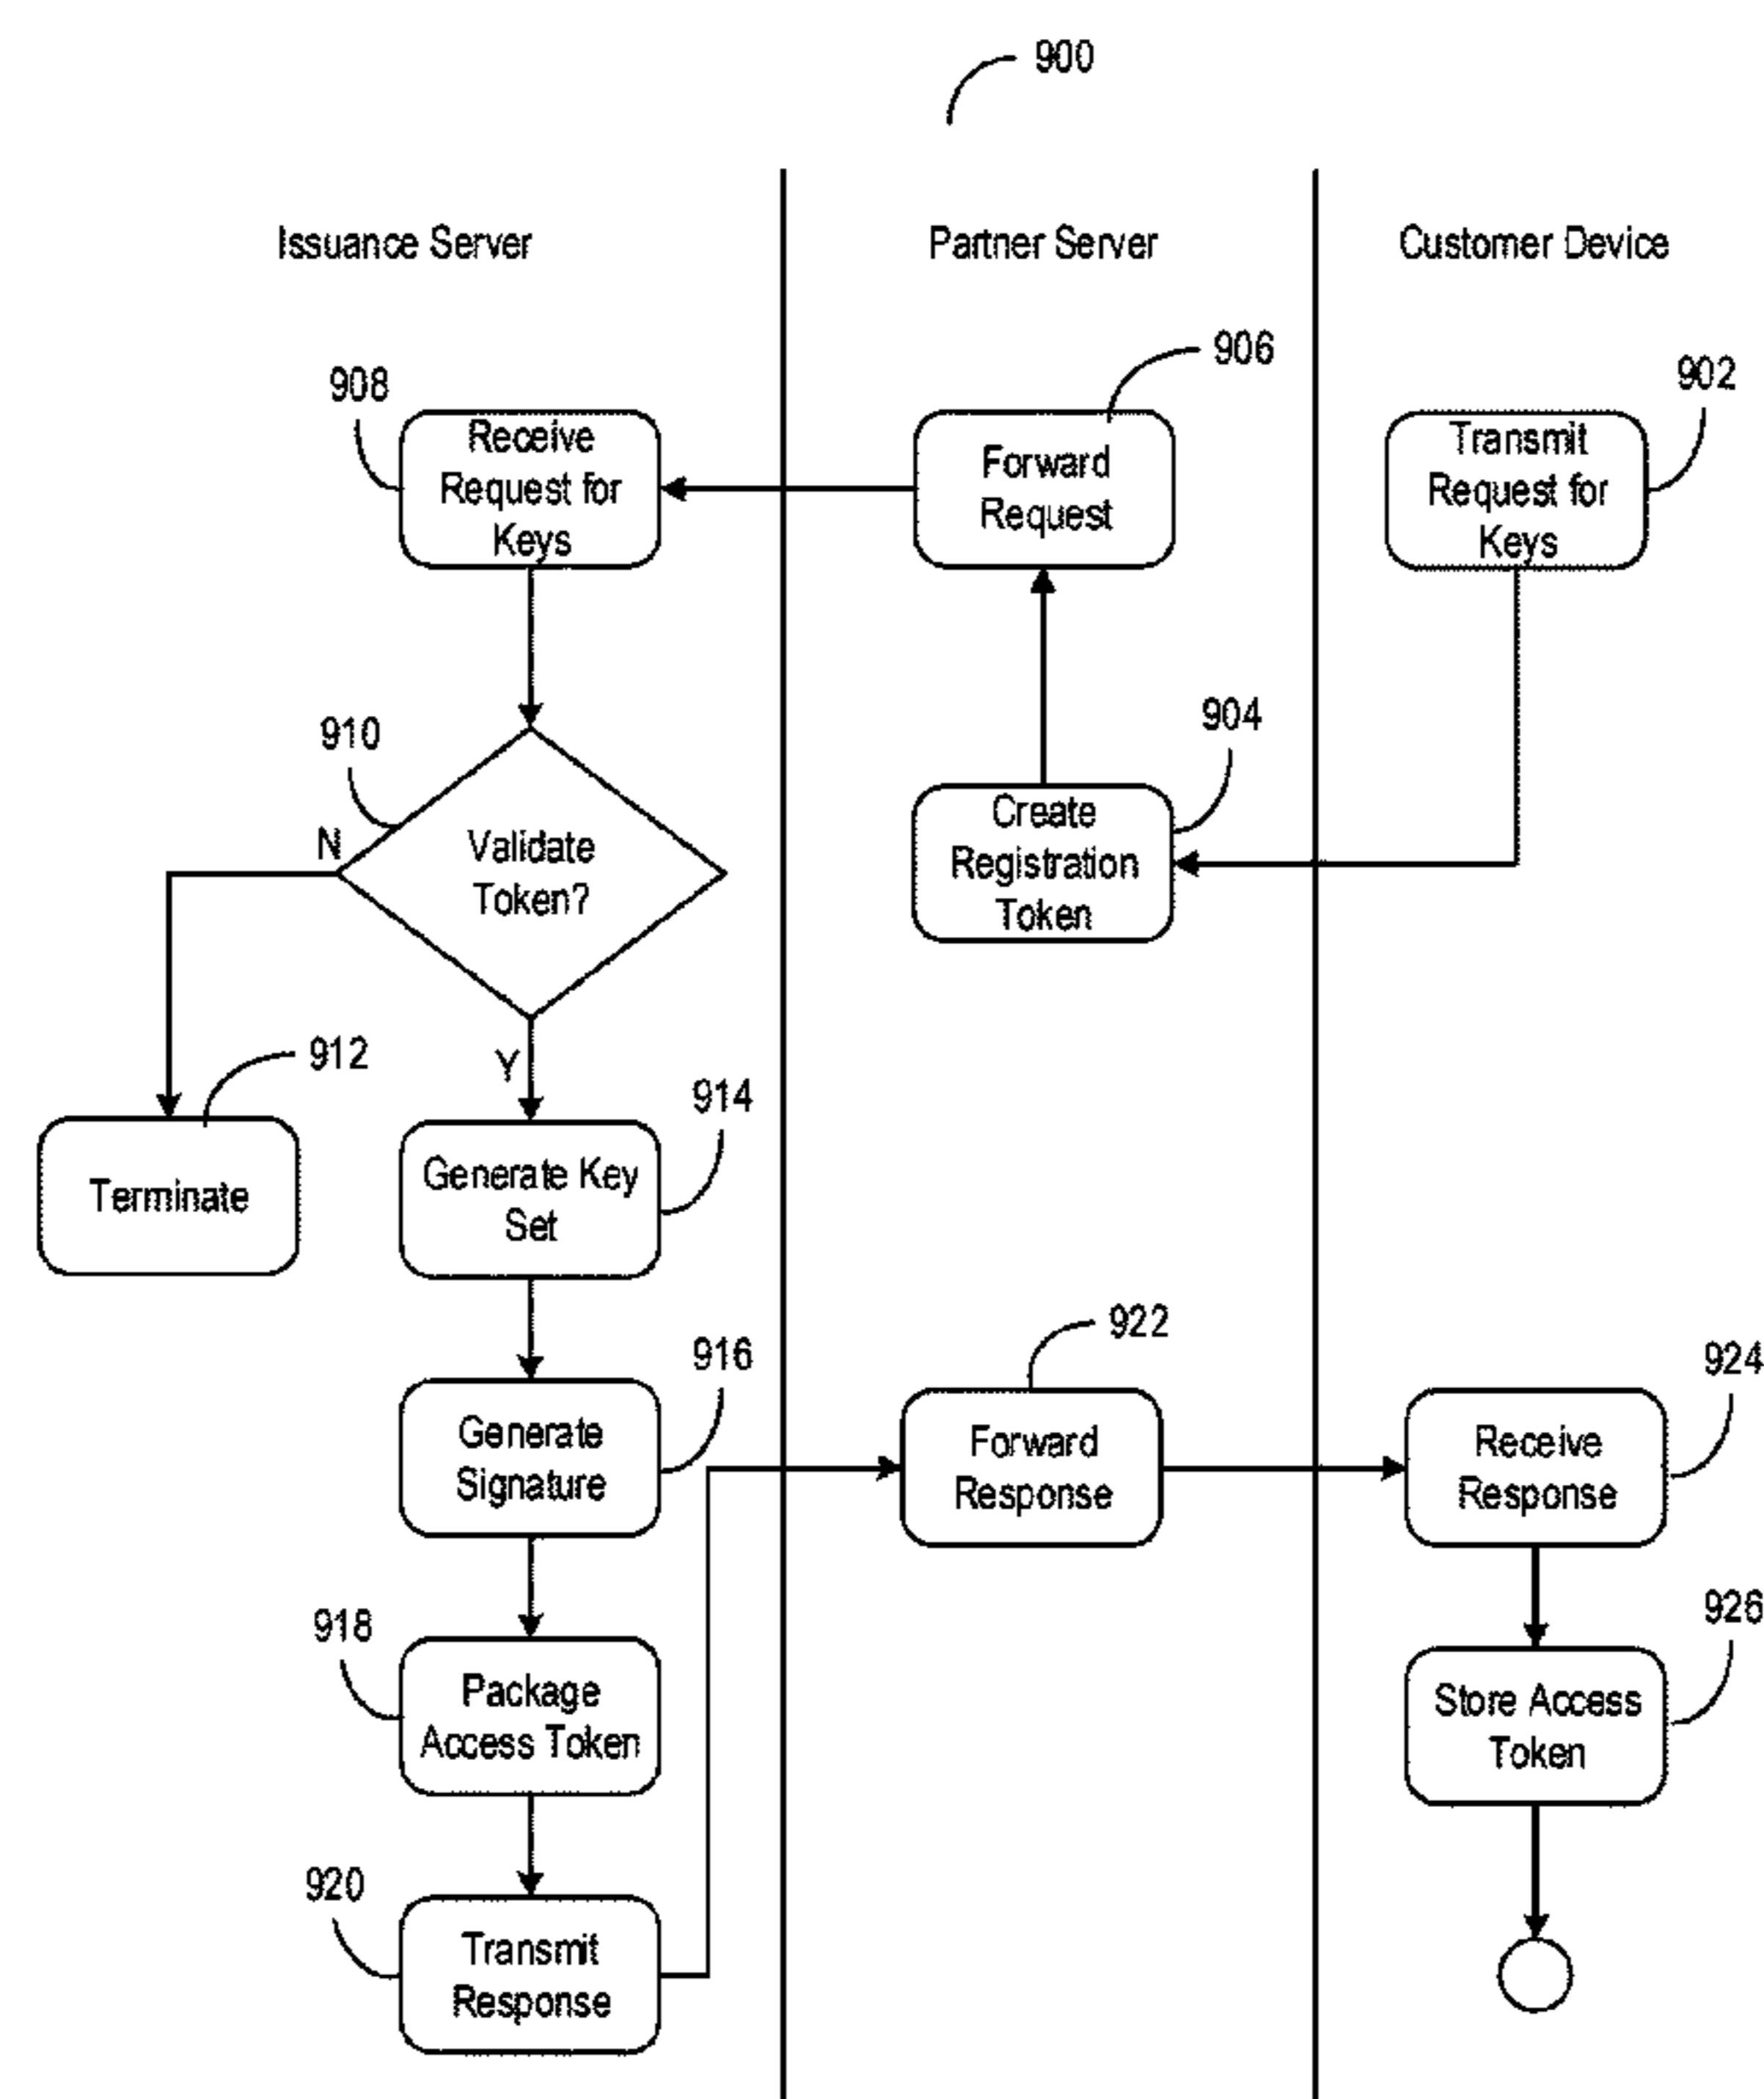 900
Issuance Server
Partner Server
Customer Device
908
906
902
Receive
Request for
Keys
Forward
Request
Transmit
Request for
Keys
910
N
Validate
Token?
904
Create
Registration
Token
912
Y
914
Terminate
Generate Key
Set
916
922
924
Generate
Signature
Forward
Response
Receive
Response
918
926
Package
Access Token
Store Access
Token
920
Transmit
Response